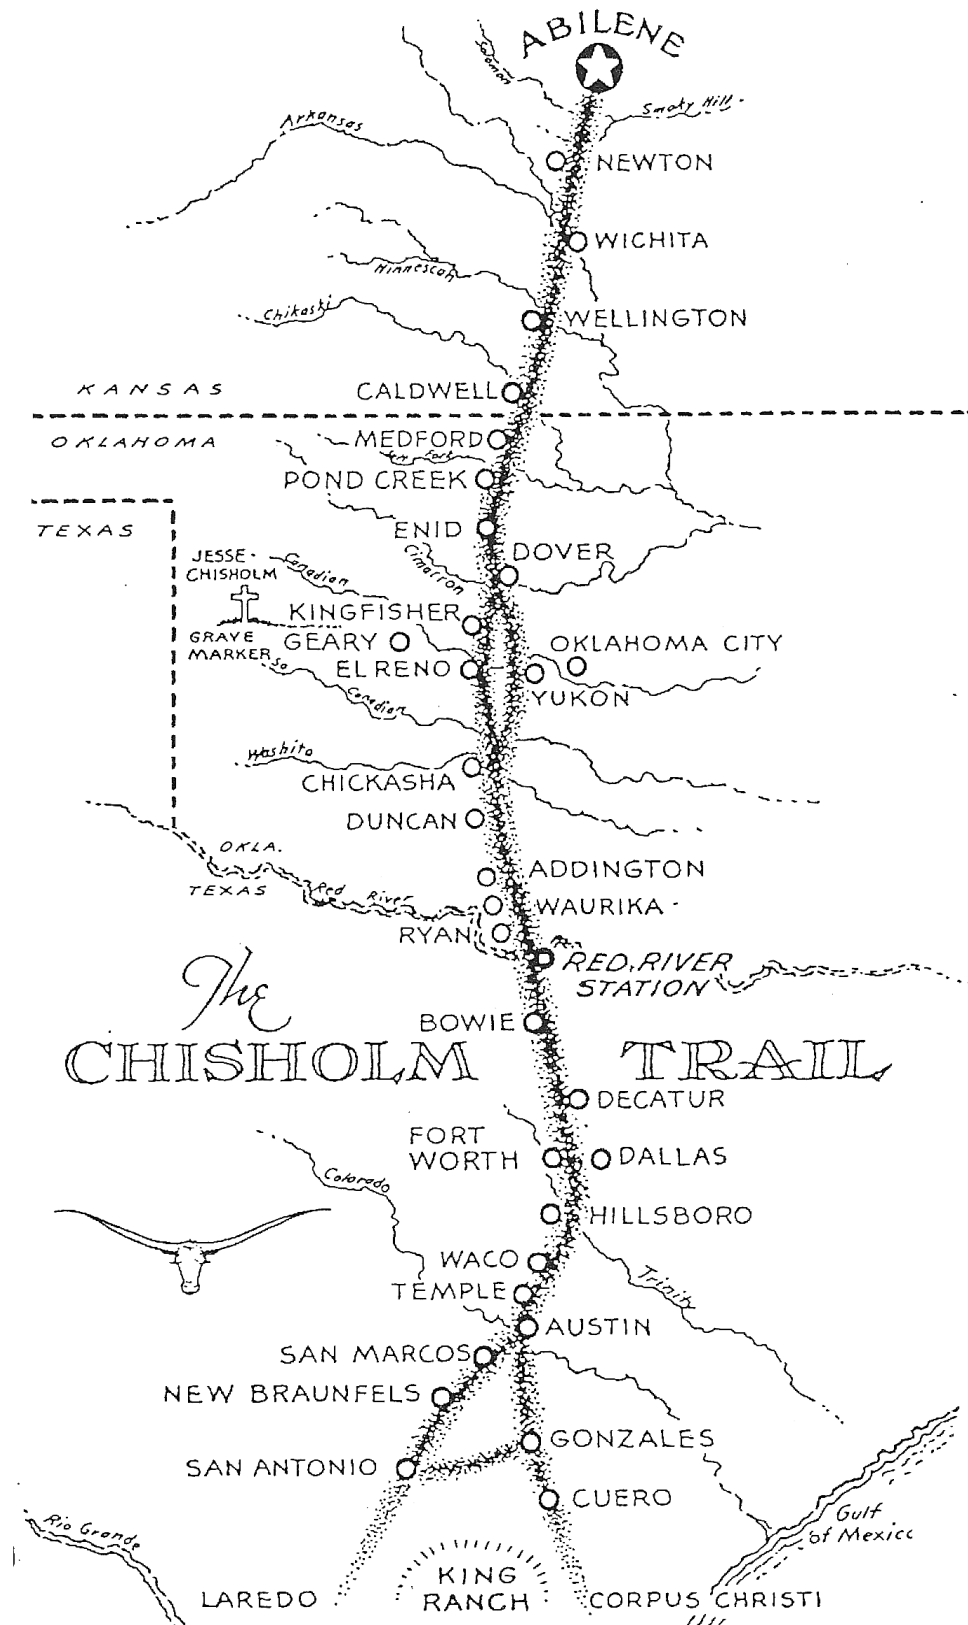 ABILENE
Solomon
Smoky Hill
Arkansas
NEWTON
WICHITA
Ninnescah
Chikaski
WELLINGTON
KANSAS
CALDWELL
OKLAHOMA
MEDFORD
Salt Fork
POND CREEK
TEXAS
ENID
DOVER
Cimarron
JESSE
CHISHOLM
Canadian
KINGFISHER
GRAVE
MARKER
GEARY
OKLAHOMA CITY
So
EL RENO
YUKON
Canadian
Washita
CHICKASHA
DUNCAN
OKLA.
TEXAS
Red River
ADDINGTON
WAURIKA
RYAN
RED RIVER
STATION
The
CHISHOLM TRAIL
BOWIE
DECATUR
FORT
WORTH
DALLAS
Colorado
HILLSBORO
WACO
TEMPLE
Trinity
AUSTIN
SAN MARCOS
NEW BRAUNFELS
GONZALES
SAN ANTONIO
CUERO
Rio Grande
Gulf
of Mexico
KING
RANCH
LAREDO
CORPUS CHRISTI